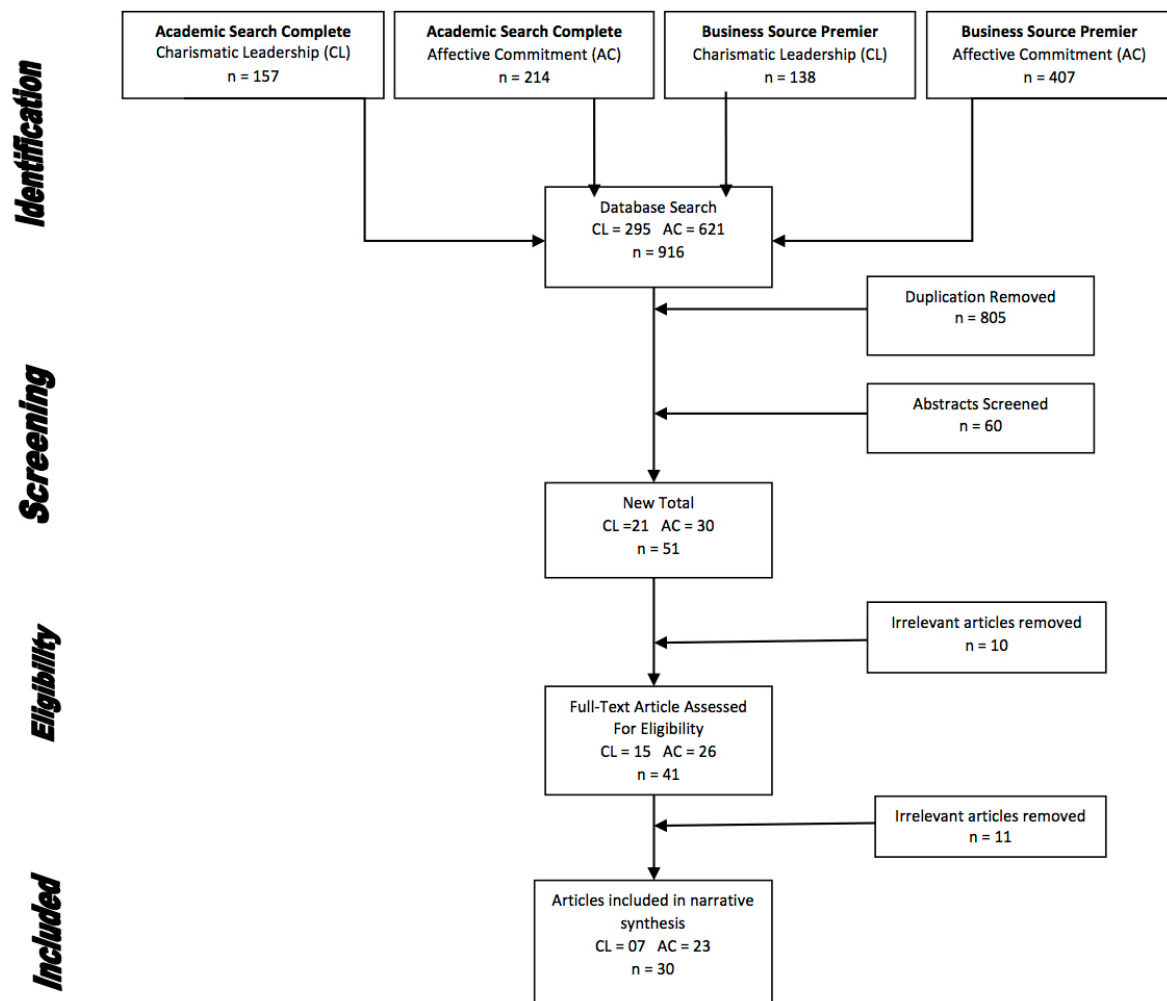 Academic Search Complete
Charismatic Leadership (CL)
n = 157
Academic Search Complete
Affective Commitment (AC)
n = 214
Business Source Premier
Charismatic Leadership (CL)
n = 138
Business Source Premier
Affective Commitment (AC)
n = 407
Identification
Database Search
CL = 295 AC = 621
n = 916
Duplication Removed
n = 805
Screening
Abstracts Screened
n = 60
New Total
CL =21 AC = 30
n = 51
Eligibility
Irrelevant articles removed
n = 10
Full-Text Article Assessed
For Eligibility
CL = 15 AC = 26
n = 41
Irrelevant articles removed
n = 11
Included
Articles included in narrative
synthesis
CL = 07 AC = 23
n = 30